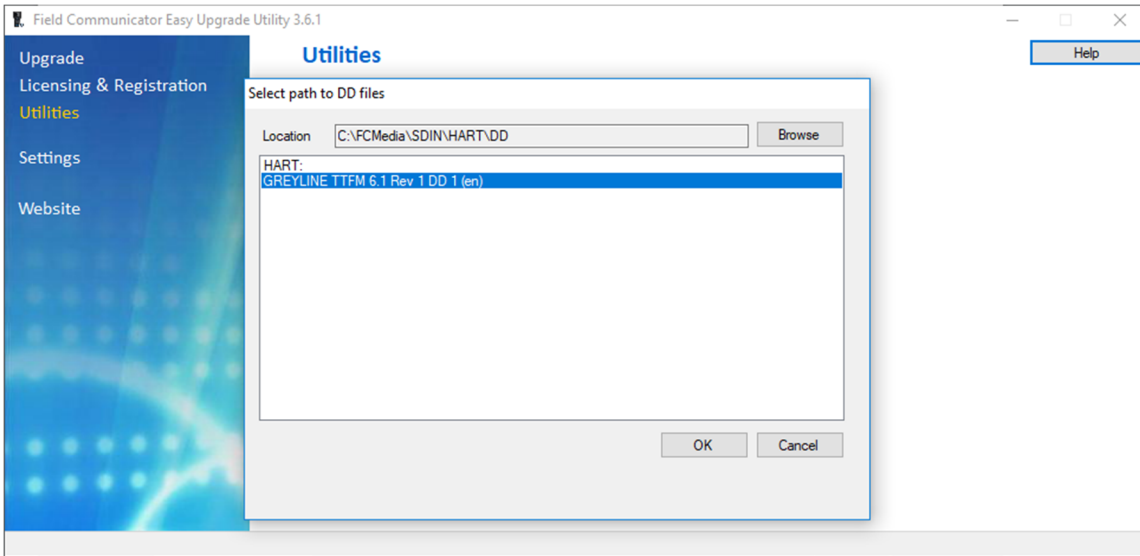 Field Communicator Easy Upgrade Utility 3.6.1
Upgrade
Licensing & Registration
Utilities
Settings
Website
Utilities
Help
Select path to DD files
Location C:\FCMedia\SDIN\HART\DD Browse
HART:
GREYLINE TTFM 6.1 Rev 1 DD 1 (en)
OK Cancel